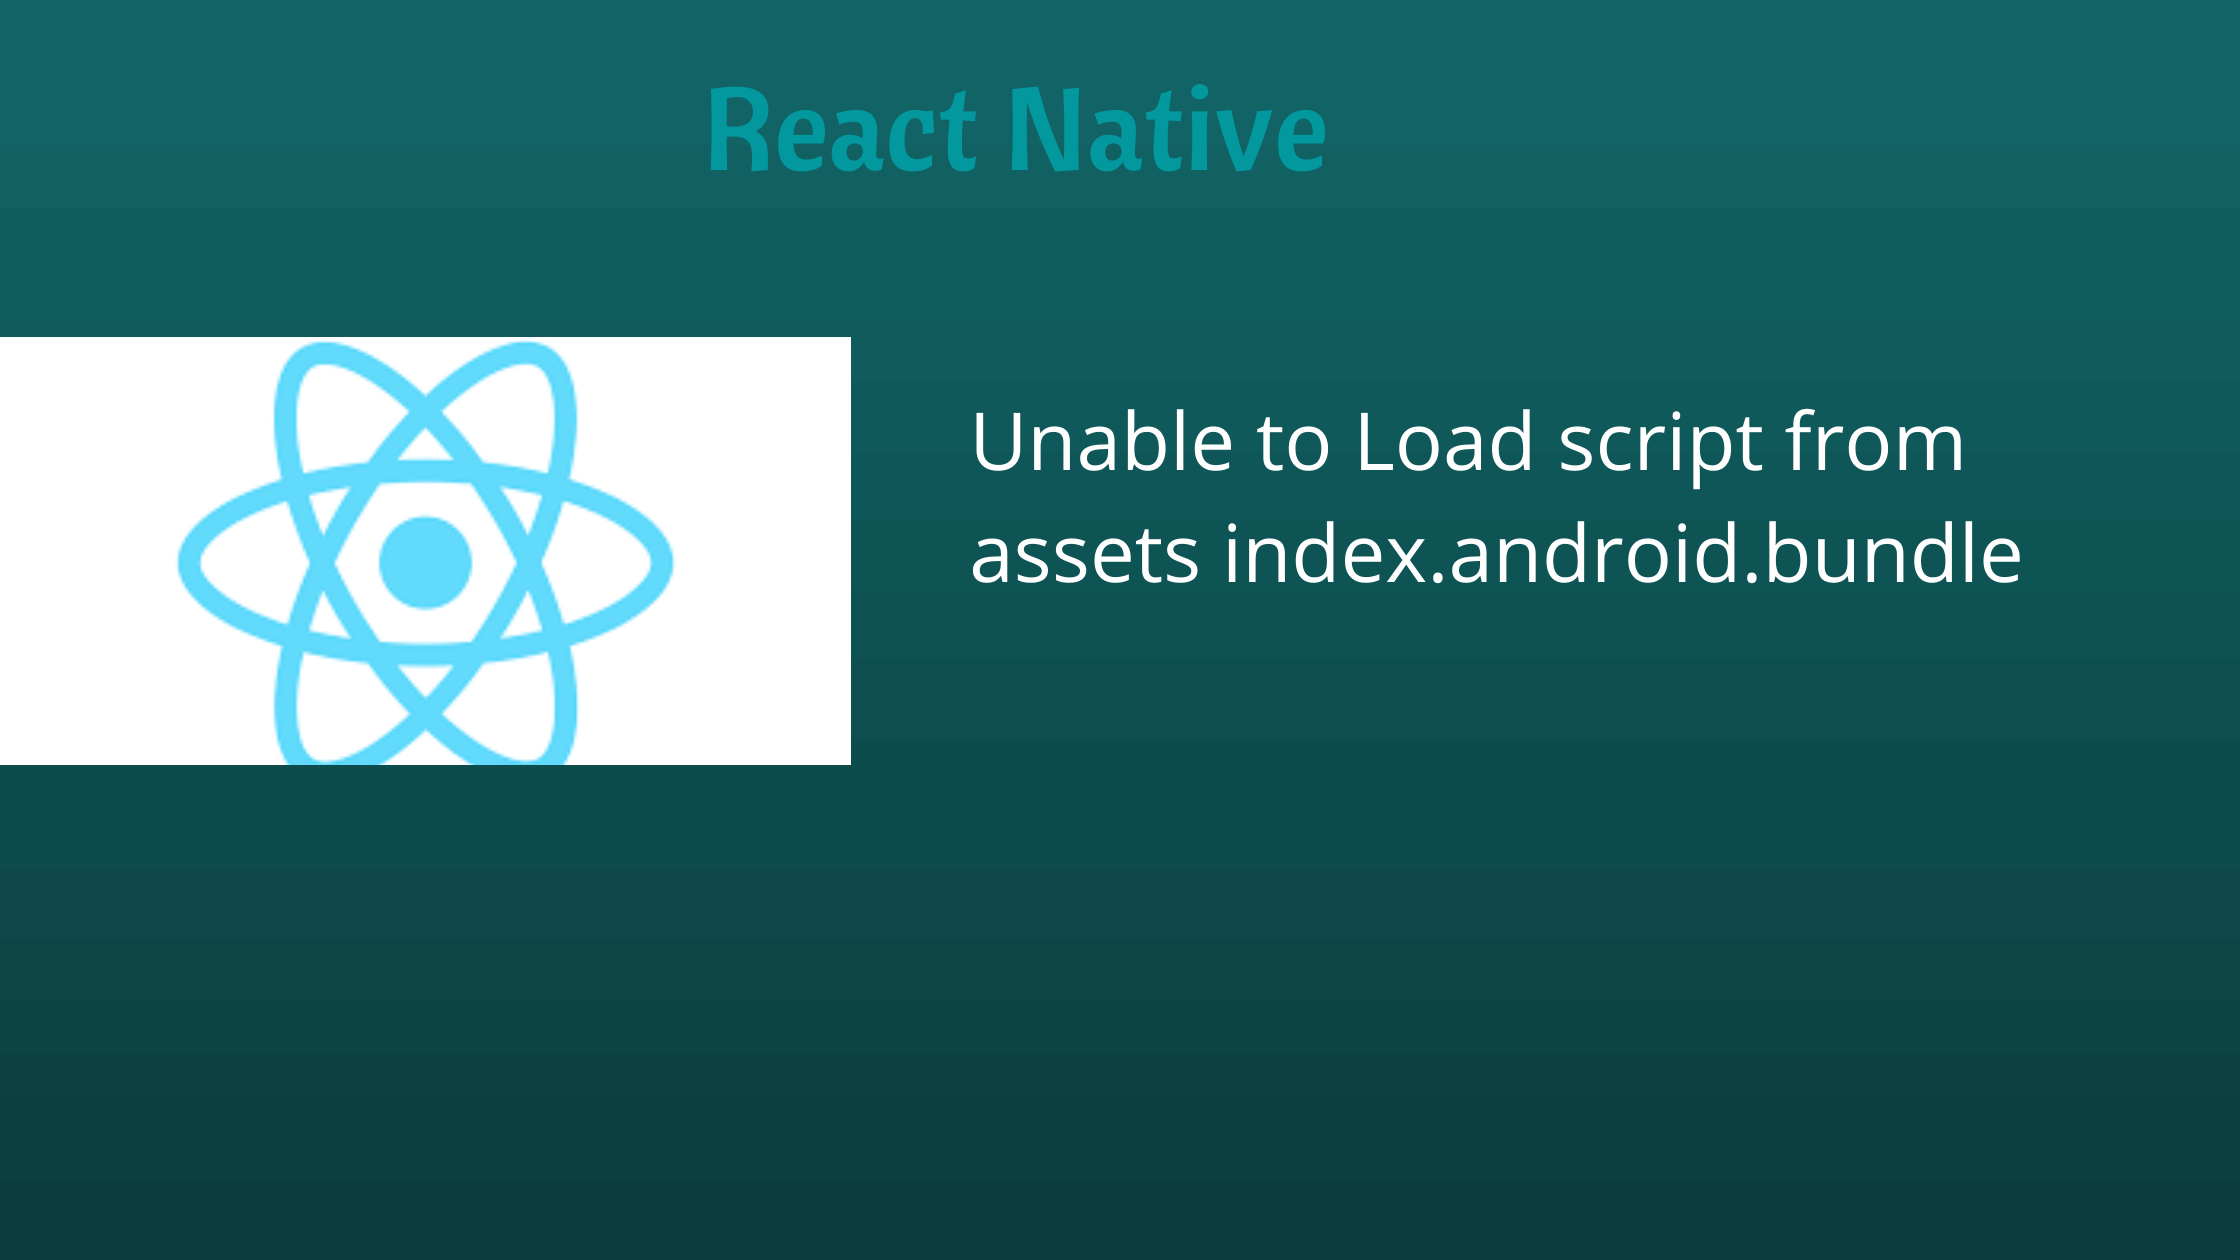 React Native
Unable to Load script from
assets index.android.bundle